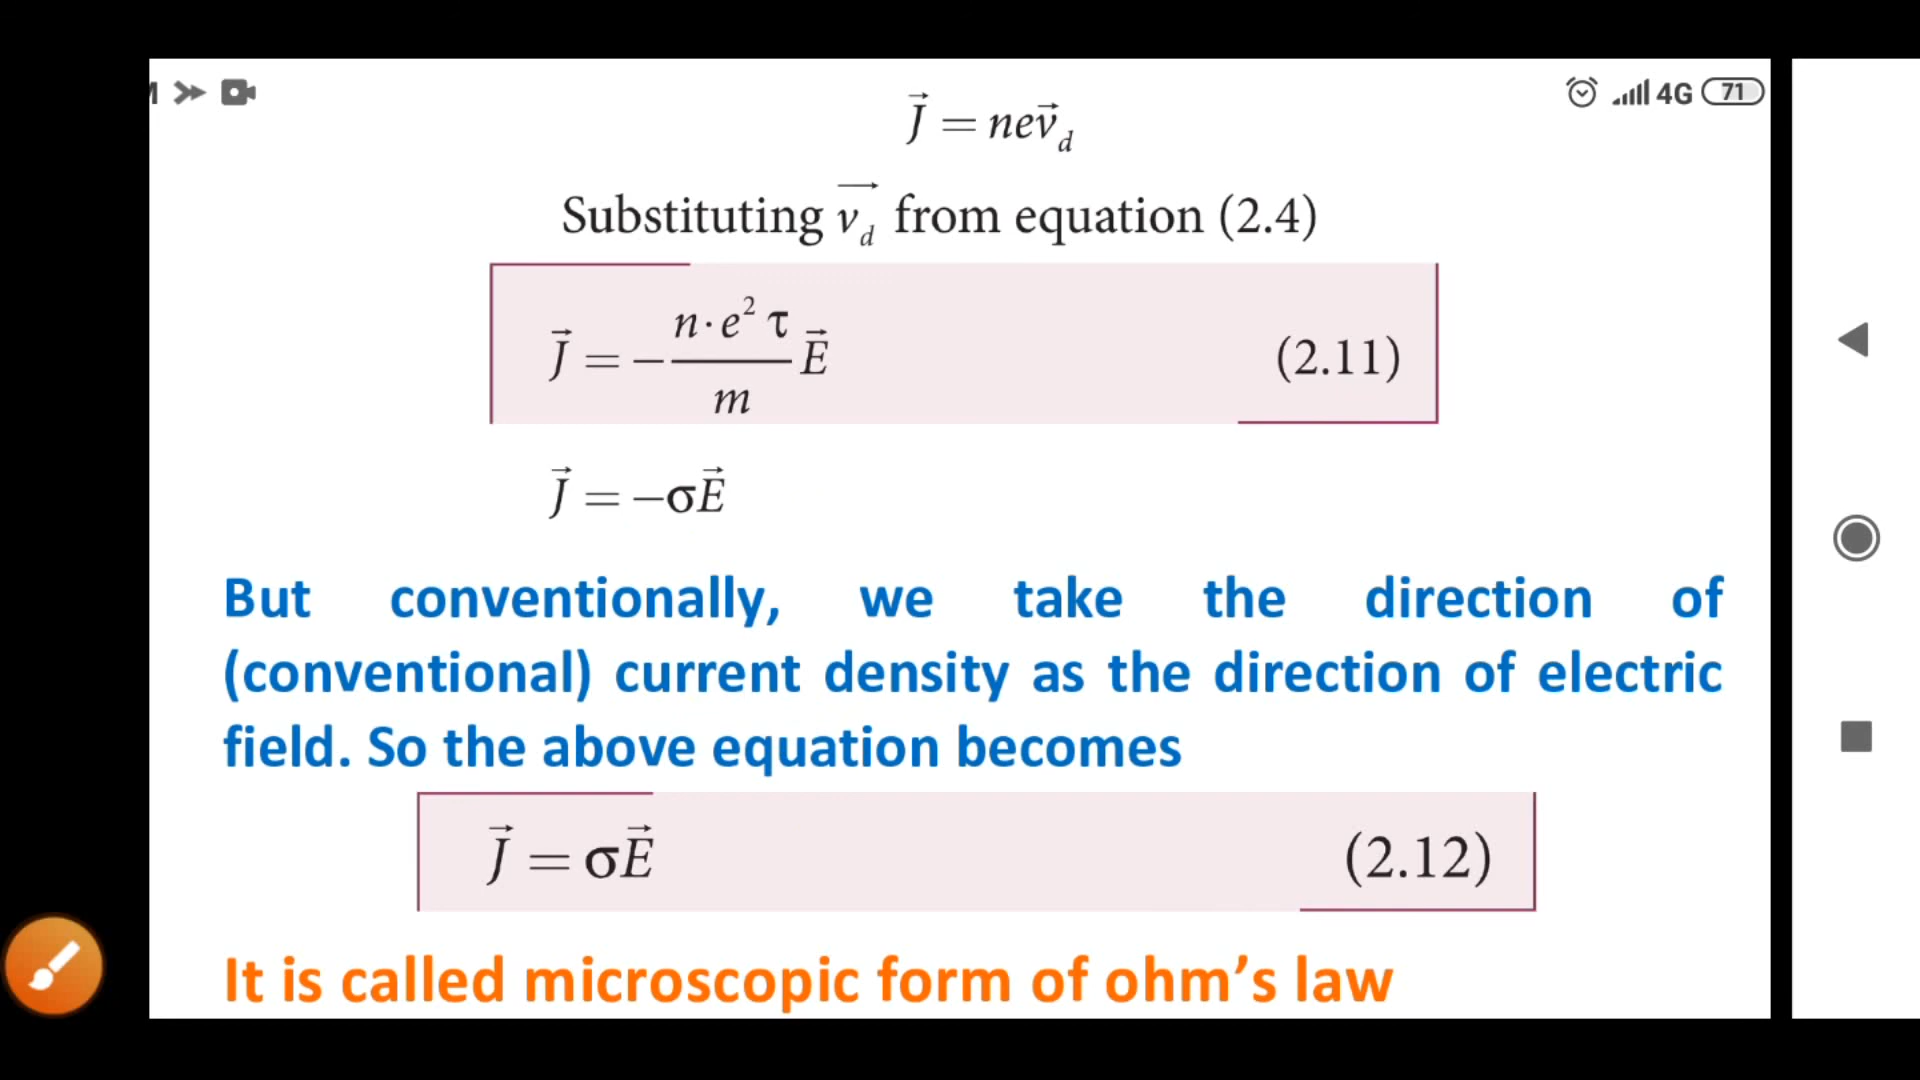 M 4G 71
J⃗ = nev⃗d
Substituting v⃗d from equation (2.4)
J⃗ = − n·e² τ / m E⃗ (2.11)
J⃗ = −σE⃗
But conventionally, we take the direction of
(conventional) current density as the direction of electric
field. So the above equation becomes
J⃗ = σE⃗ (2.12)
It is called microscopic form of ohm’s law